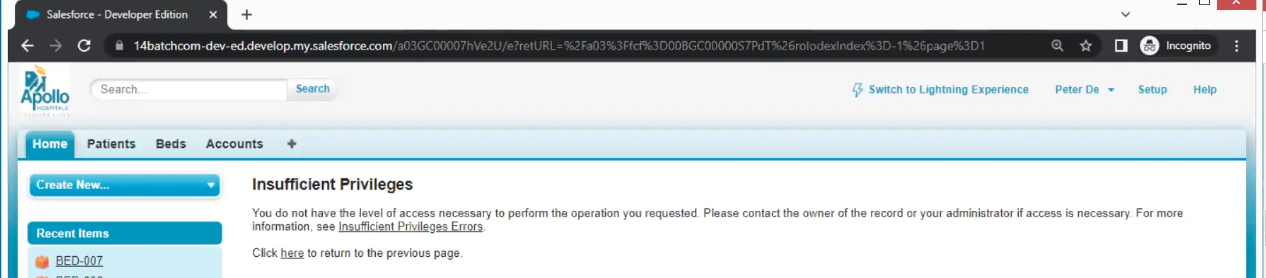 Salesforce - Developer Edition
14batchcom-dev-ed.develop.my.salesforce.com/a03GC00007hVe2U/e?retURL=%2Fa03%3Ffcf%3D00BGC00000S7PdT%26rolodexIndex%3D-1%26page%3D1
Incognito
Apollo
HOSPITALS
Search...
Search
Switch to Lightning Experience
Peter De
Setup
Help
Home Patients Beds Accounts
Create New...
Insufficient Privileges
You do not have the level of access necessary to perform the operation you requested. Please contact the owner of the record or your administrator if access is necessary. For more
information, see Insufficient Privileges Errors.
Recent Items
Click here to return to the previous page.
BED-007